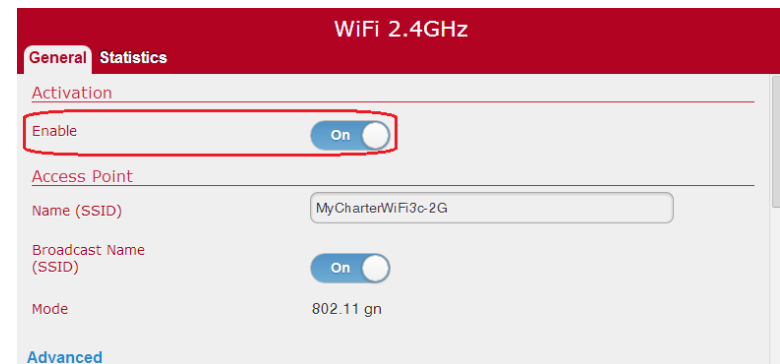 WiFi 2.4GHz
General Statistics
Activation
Enable On
Access Point
Name (SSID) MyCharterWiFi3c-2G
Broadcast Name
(SSID) On
Mode 802.11 gn
Advanced